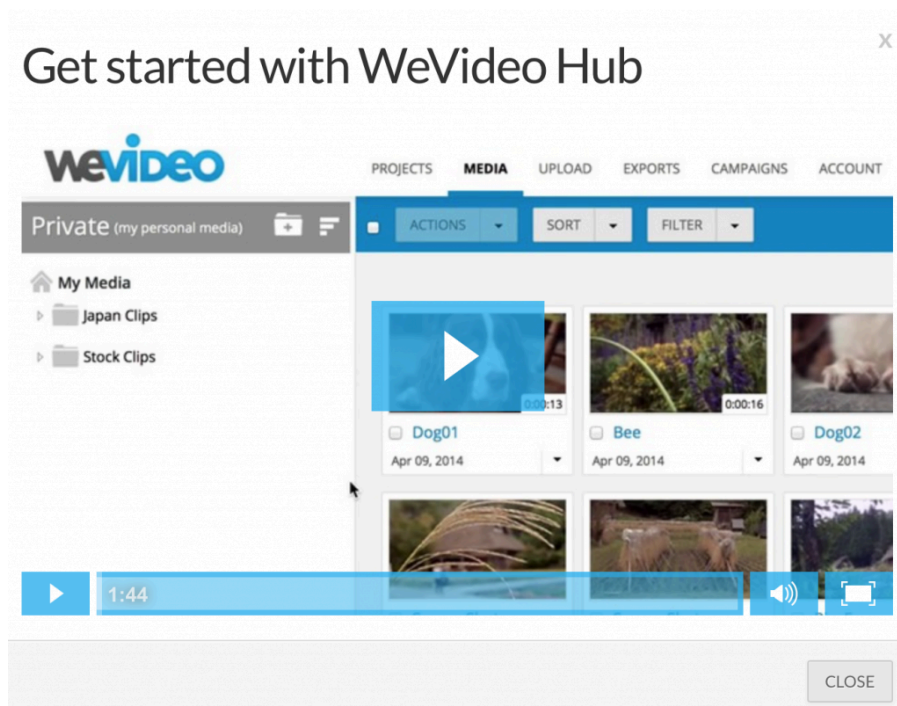 Get started with WeVideo Hub
X
WEVIDEO
PROJECTS MEDIA UPLOAD EXPORTS CAMPAIGNS ACCOUNT
Private (my personal media)
ACTIONS SORT FILTER
My Media
Japan Clips
Stock Clips
0:00:13 0:00:16
Dog01 Bee Dog02
Apr 09, 2014 Apr 09, 2014 Apr 09, 2014
1:44
CLOSE